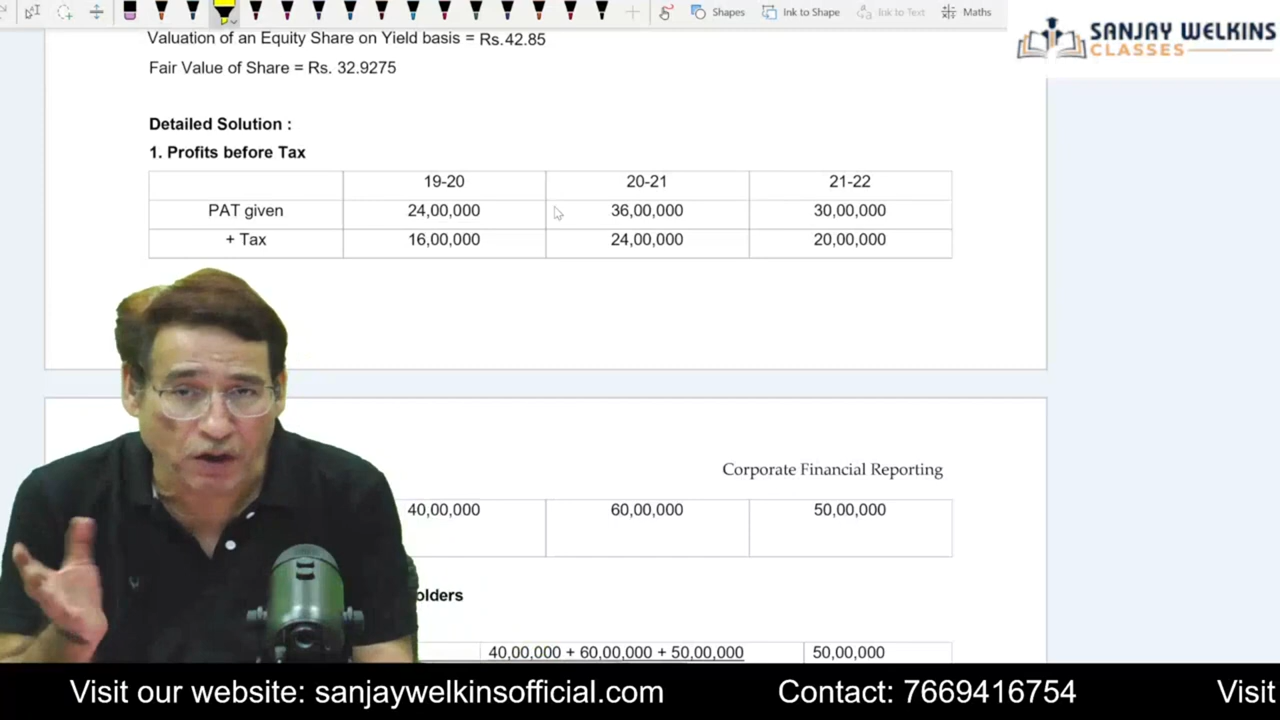 Shapes Ink to Shape Ink to Text Maths
SANJAY WELKINS
CLASSES
Valuation of an Equity Share on Yield basis = Rs.42.85
Fair Value of Share = Rs. 32.9275
Detailed Solution :
1. Profits before Tax
19-20 20-21 21-22
PAT given 24,00,000 36,00,000 30,00,000
+ Tax 16,00,000 24,00,000 20,00,000
Corporate Financial Reporting
40,00,000 60,00,000 50,00,000
olders
40,00,000 + 60,00,000 + 50,00,000 50,00,000
Visit our website: sanjaywelkinsofficial.com Contact: 7669416754 Visit